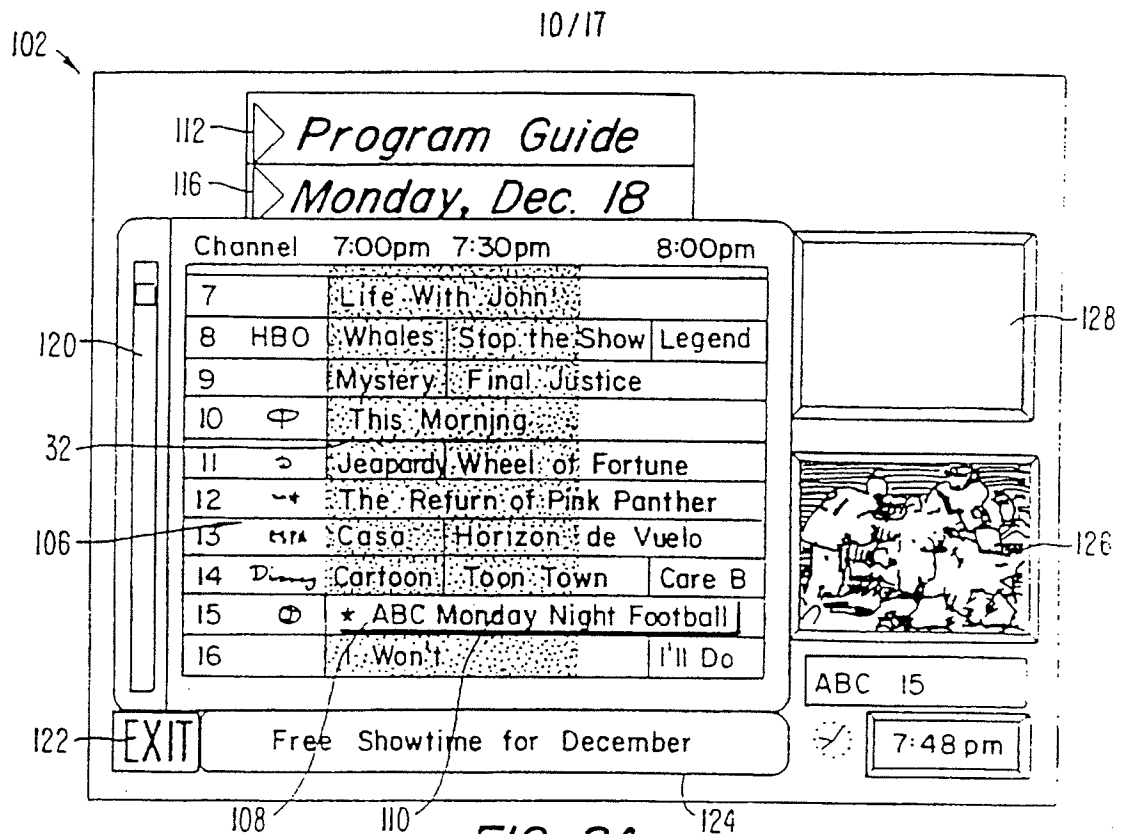 10/17
102
112 Program Guide
116 Monday, Dec. 18
Channel 7:00pm 7:30pm 8:00pm
7 Life With John
8 HBO Whales Stop the Show Legend
128
120
9 Mystery Final Justice
10 This Morning
32
11 Jeapardy Wheel of Fortune
12 The Return of Pink Panther
106
13 ESPA Casa Horizon de Vuelo
126
14 Disney Cartoon Toon Town Care B
15 ★ ABC Monday Night Football
16 I Won't I'll Do
ABC 15
122 EXIT Free Showtime for December 7:48pm
108 110 124